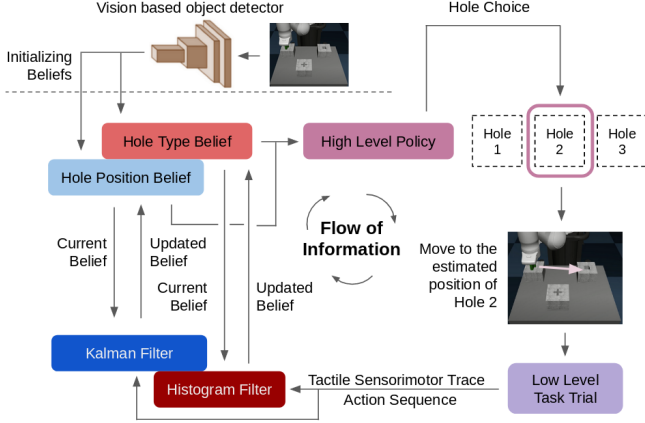 Vision based object detector
Hole Choice
Initializing
Beliefs
Hole Type Belief
High Level Policy
Hole
1
Hole
2
Hole
3
Hole Position Belief
Flow of
Information
Current
Belief
Updated
Belief
Current
Belief
Updated
Belief
Move to the
estimated
position of
Hole 2
Kalman Filter
Histogram Filter
Tactile Sensorimotor Trace
Action Sequence
Low Level
Task Trial